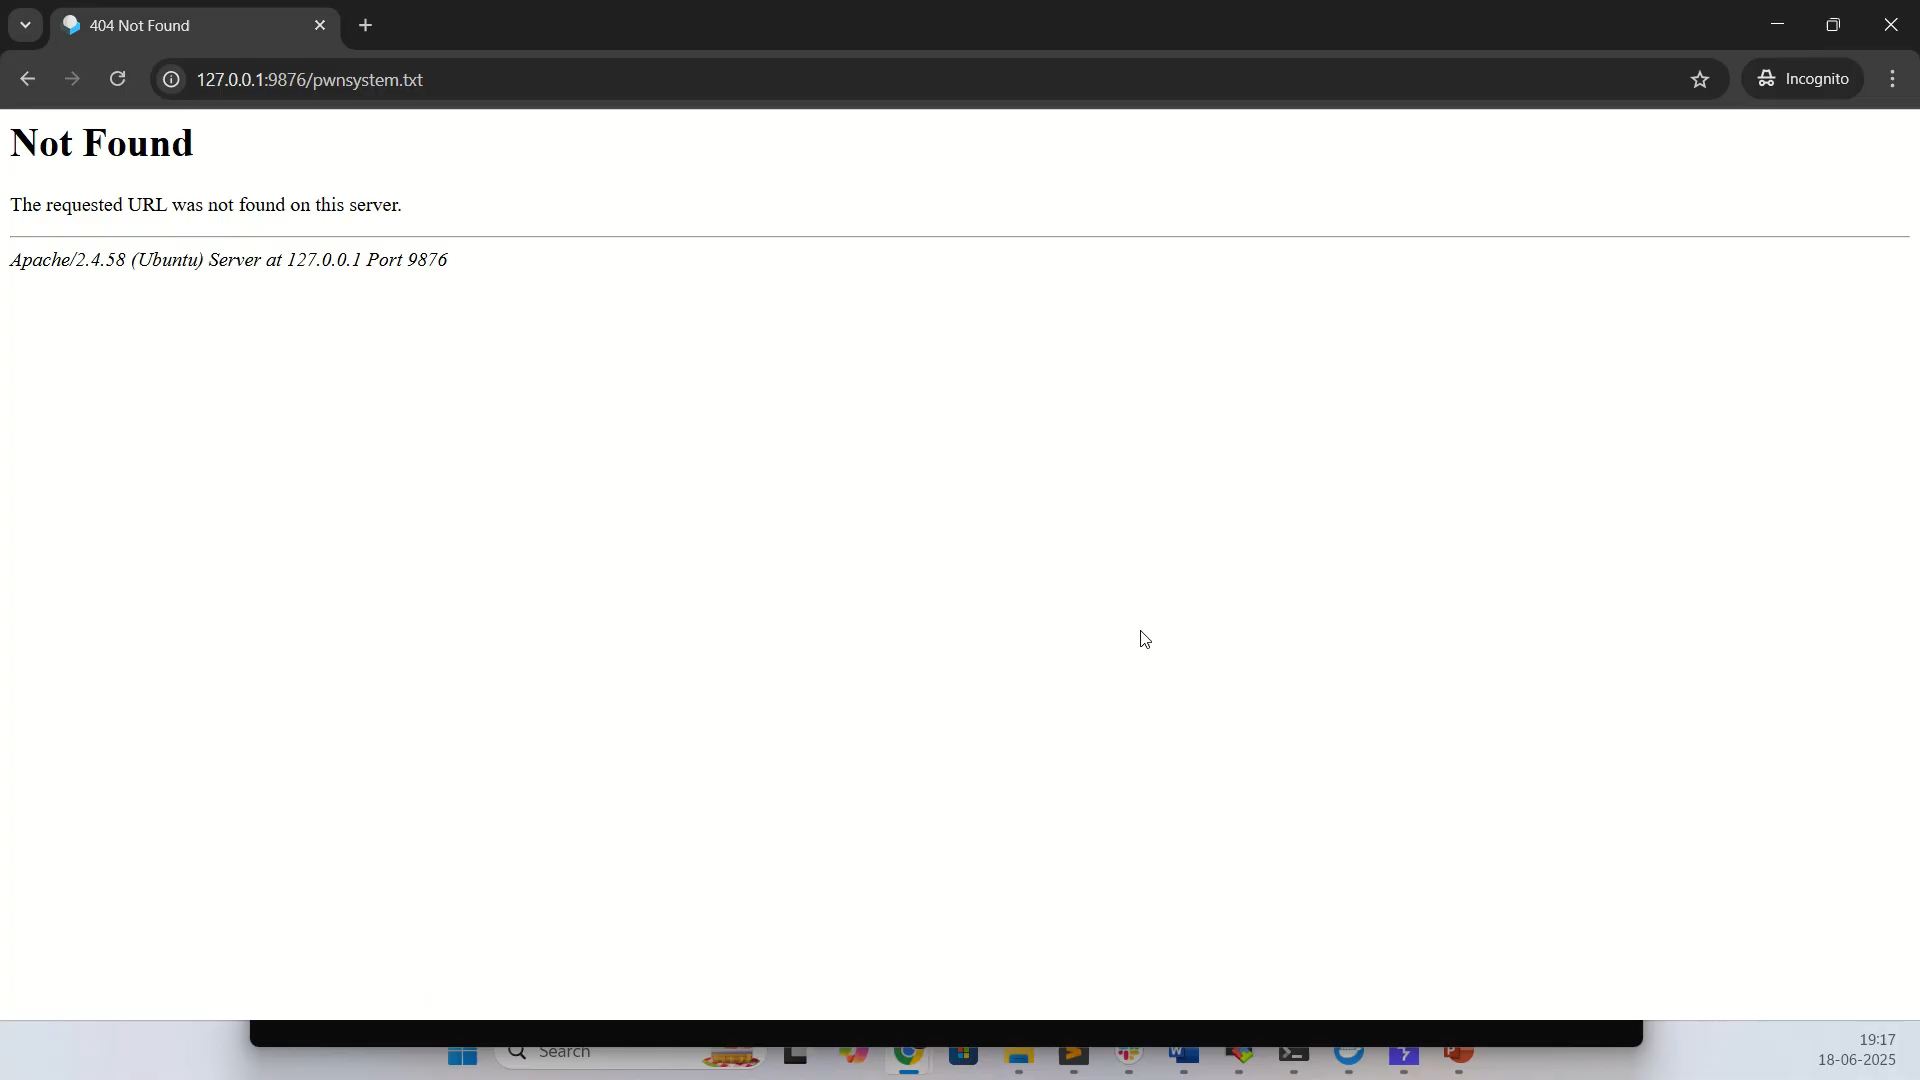 404 Not Found
127.0.0.1:9876/pwnsystem.txt
Incognito
Not Found
The requested URL was not found on this server.
Apache/2.4.58 (Ubuntu) Server at 127.0.0.1 Port 9876
Search
19:17
18-06-2025